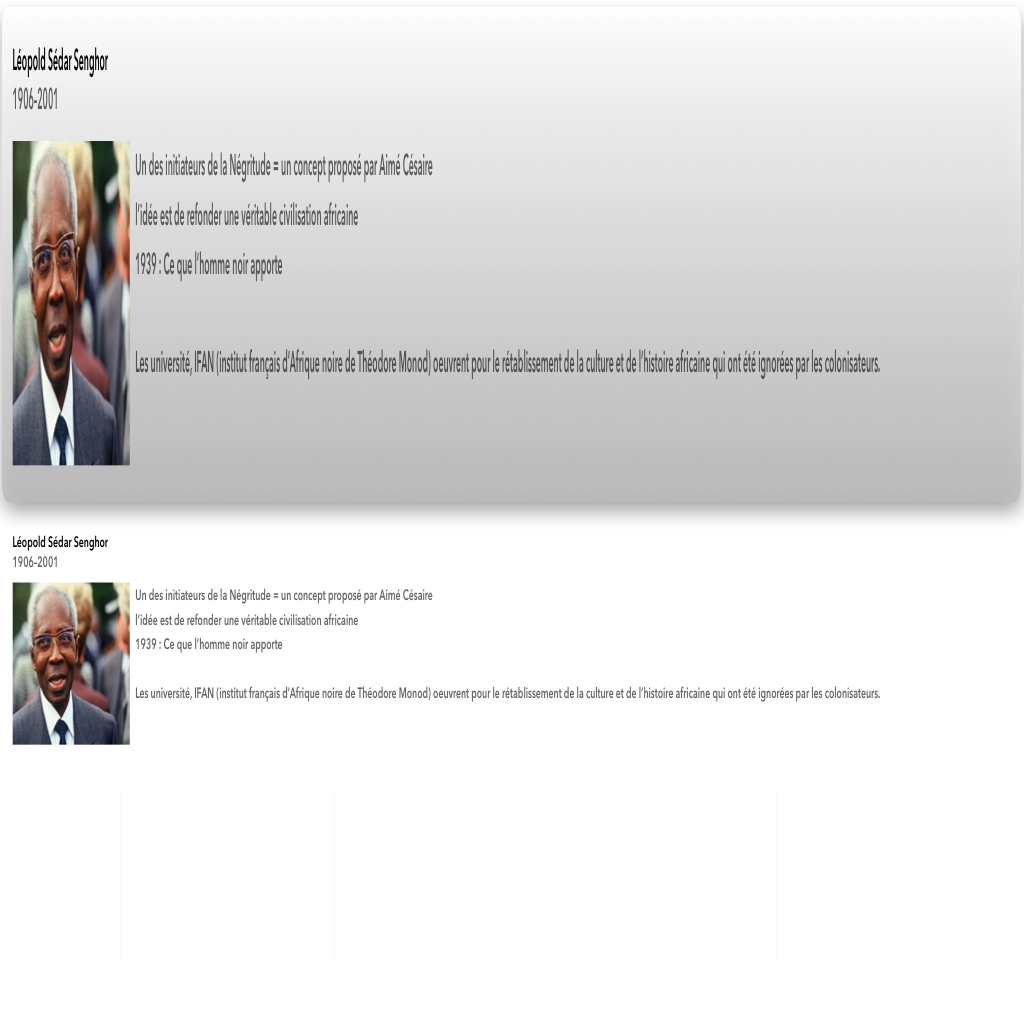 Léopold Sédar Senghor
1906-2001
Un des initiateurs de la Négritude = un concept proposé par Aimé Césaire
l'idée est de refonder une véritable civilisation africaine
1939 : Ce que l'homme noir apporte
Les université, IFAN (institut français d'Afrique noire de Théodore Monod) oeuvrent pour le rétablissement de la culture et de l'histoire africaine qui ont été ignorées par les colonisateurs.
Léopold Sédar Senghor
1906-2001
Un des initiateurs de la Négritude = un concept proposé par Aimé Césaire
l'idée est de refonder une véritable civilisation africaine
1939 : Ce que l'homme noir apporte
Les université, IFAN (institut français d'Afrique noire de Théodore Monod) oeuvrent pour le rétablissement de la culture et de l'histoire africaine qui ont été ignorées par les colonisateurs.